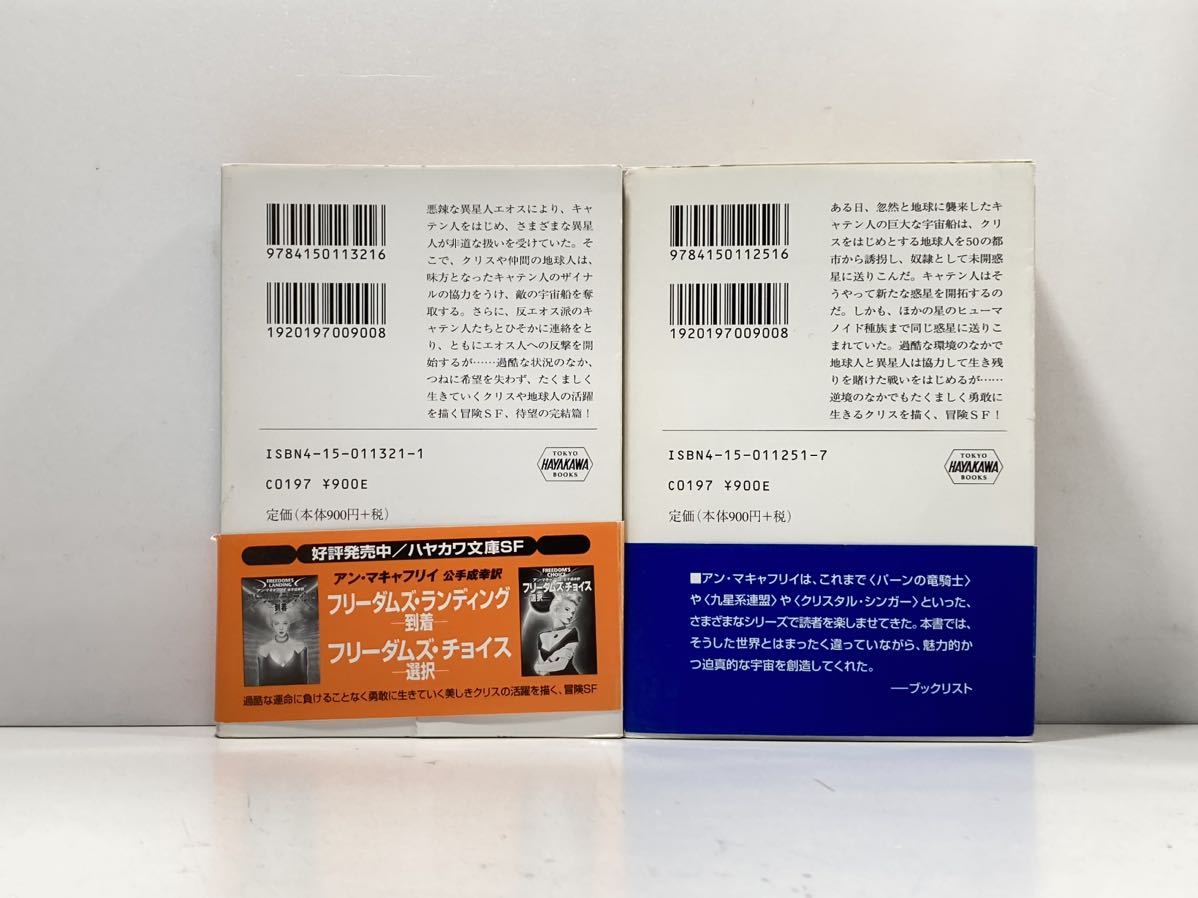 9784150113216
1920197009008
悪辣な異星人エオスにより、キャ
テン人をはじめ、さまざまな異星
人が非道な扱いを受けていた。そ
こで、クリスや仲間の地球人は、
味方となったキャテン人のザイナ
ルの協力をうけ、敵の宇宙船を奪
取する。さらに、反エオス派の
キャテン人たちとひそかに連絡をと
り、ともにエオス人への反撃を開
始するが……過酷な状況のなか、
つねに希望を失わず、たくましく
生きていくクリスや地球人の活躍
を描く冒険SF、待望の完結篇！
ISBN4-15-011321-1
C0197 ¥900E
定価(本体900円+税)
TOKYO
HAYAKAWA
BOOKS
好評発売中／ハヤカワ文庫SF
アン・マキャフリイ 公手成幸訳
フリーダムズ・ランディング
―到着―
フリーダムズ・チョイス
―選択―
過酷な運命に負けることなく勇敢に生きていく美しきクリスの活躍を描く、冒険SF
FREEDOM'S
LANDING
到着
FREEDOM'S
CHOICE
フリーダムズ・チョイス
選択
9784150112516
1920197009008
ある日、忽然と地球に襲来したキ
ャテン人の巨大な宇宙船は、クリ
スをはじめとする地球人を50の都
市から誘拐し、奴隷として未開惑
星に送りこんだ。キャテン人はそ
うやって新たな惑星を開拓するの
だ。しかも、ほかの星のヒューマ
ノイド種族まで同じ惑星に送りこ
まれていた。過酷な環境のなかで
地球人と異星人は協力して生き残
りを賭けた戦いをはじめるが……
逆境のなかでもたくましく勇敢に
生きるクリスを描く、冒険SF！
ISBN4-15-011251-7
C0197 ¥900E
定価(本体900円+税)
TOKYO
HAYAKAWA
BOOKS
■アン・マキャフリイは、これまで〈パーンの竜騎士〉
や〈九星系連盟〉や〈クリスタル・シンガー〉といった、
さまざまなシリーズで読者を楽しませてきた。本書では、
そうした世界とはまったく違っていながら、魅力的か
つ迫真的な宇宙を創造してくれた。
――ブックリスト